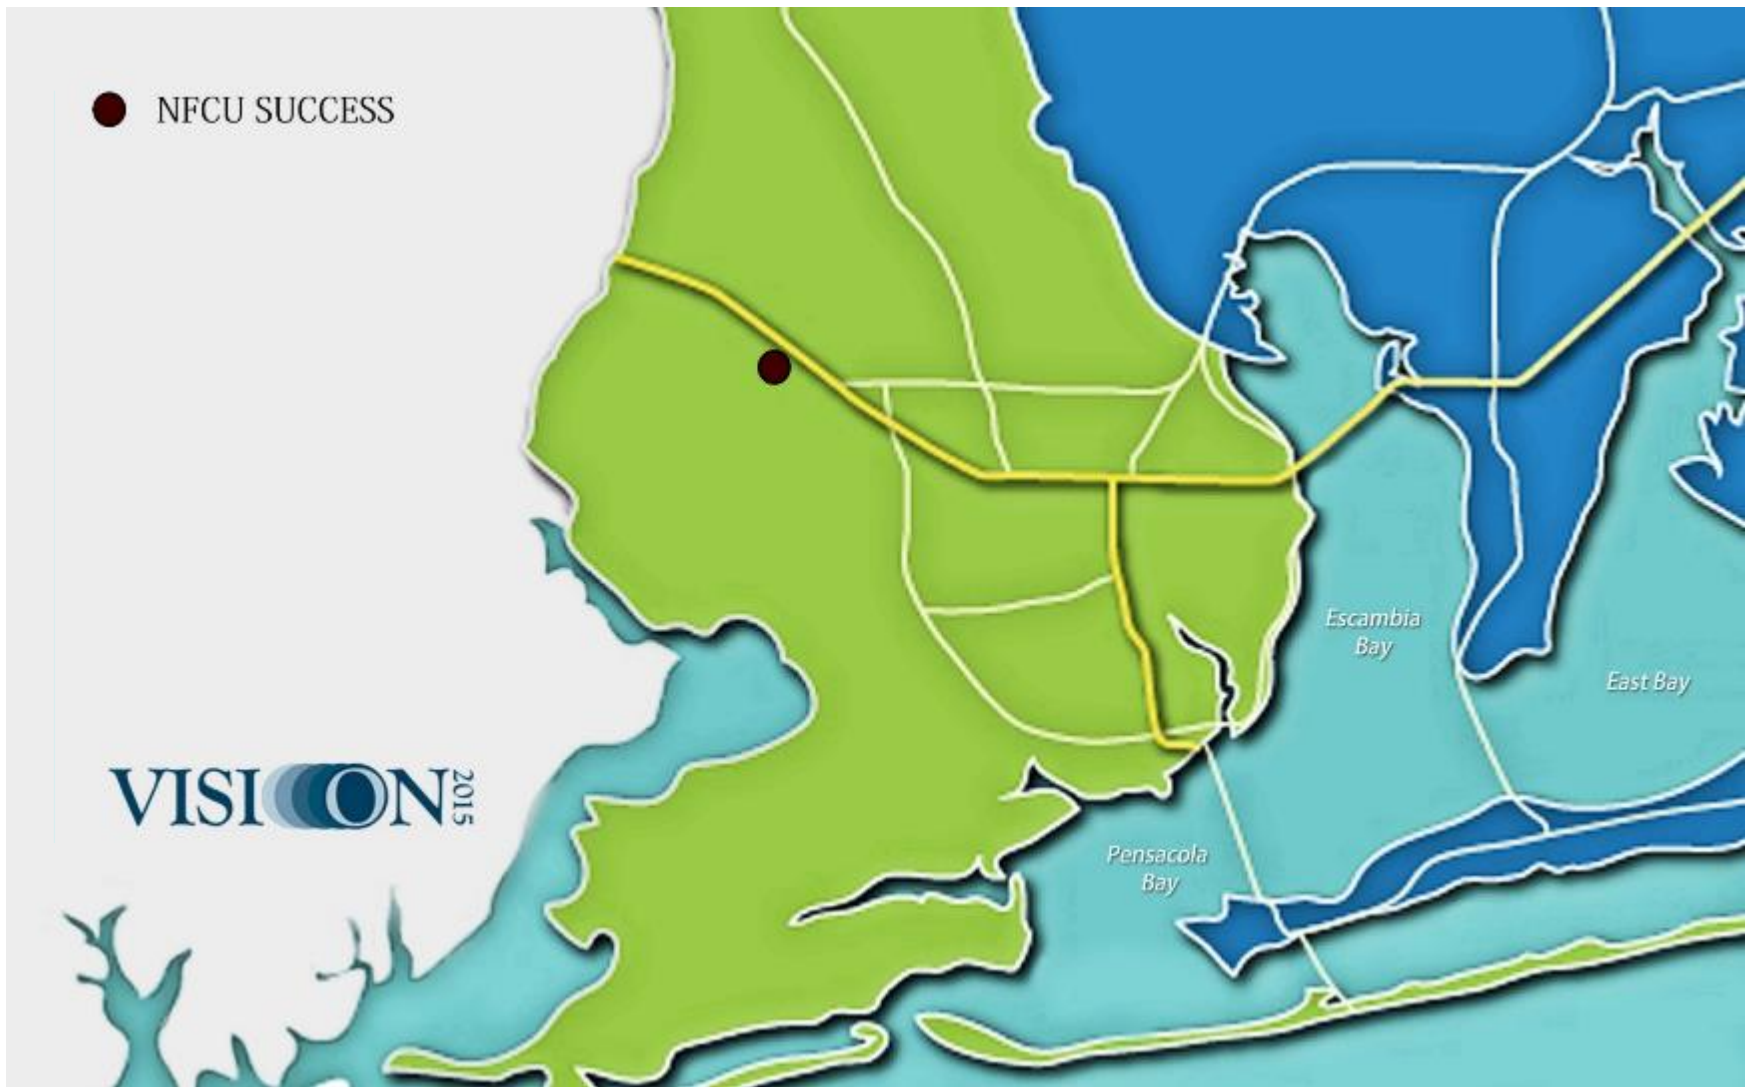 NFCU SUCCESS
Escambia
Bay
East Bay
VISION 2015
Pensacola
Bay